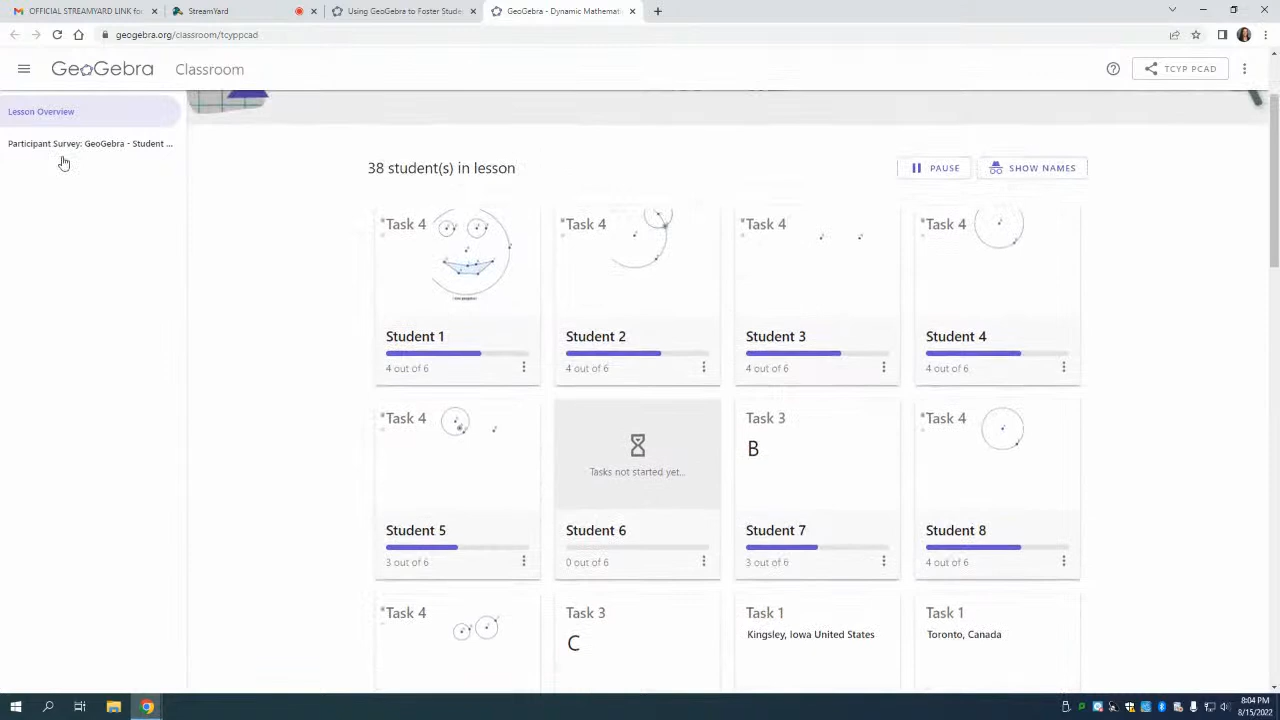 OFFICIAL STREAMYARD LINK for
StreamYard
Using GeoGebra to Foster Studen
GeoGebra - Dynamic Mathemati
geogebra.org/classroom/tcyppcad
GeoGebra Classroom
TCYP PCAD
Lesson Overview
Participant Survey: GeoGebra - Student ...
38 student(s) in lesson
PAUSE
SHOW NAMES
Task 4
Task 4
Task 4
Task 4
Student 1
Student 2
Student 3
Student 4
4 out of 6
4 out of 6
4 out of 6
4 out of 6
Task 4
Tasks not started yet...
Task 3
B
Task 4
Student 5
Student 6
Student 7
Student 8
3 out of 6
0 out of 6
3 out of 6
4 out of 6
Task 4
Task 3
C
Task 1
Kingsley, Iowa United States
Task 1
Toronto, Canada
8:04 PM
8/15/2022